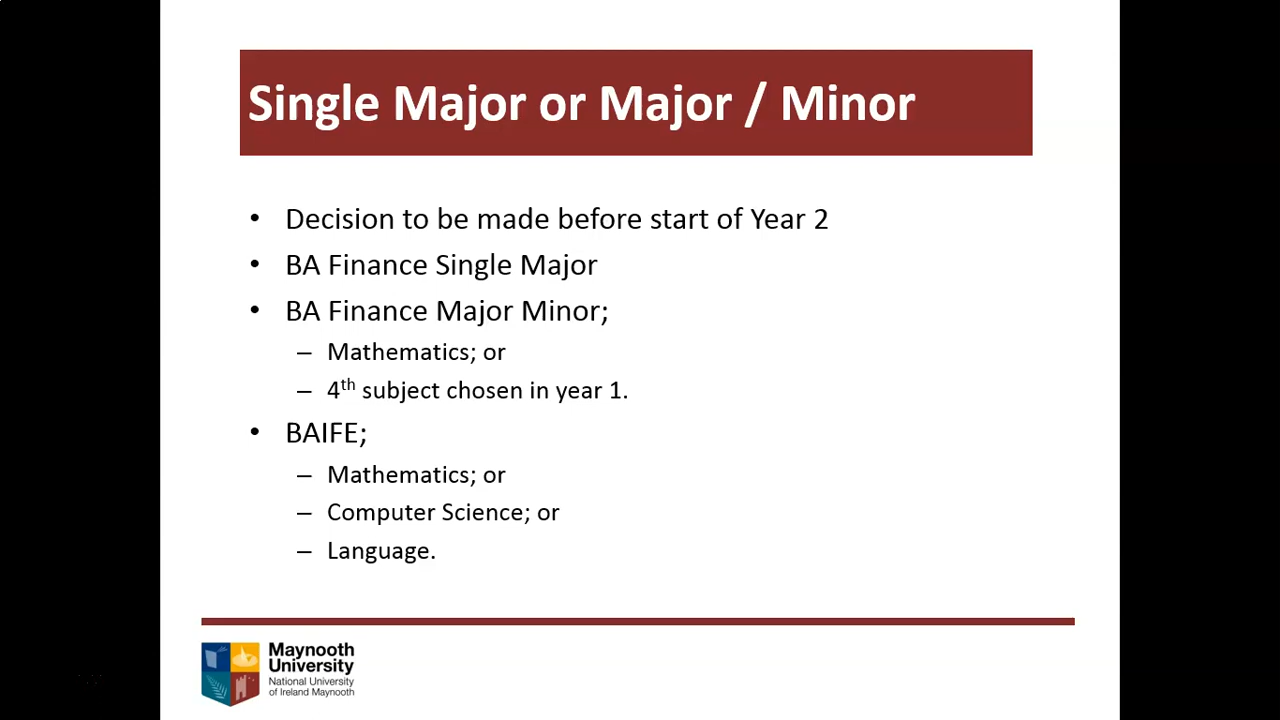 Single Major or Major / Minor
• Decision to be made before start of Year 2
• BA Finance Single Major
• BA Finance Major Minor;
– Mathematics; or
– 4th subject chosen in year 1.
• BAIFE;
– Mathematics; or
– Computer Science; or
– Language.
Maynooth
University
National University
of Ireland Maynooth